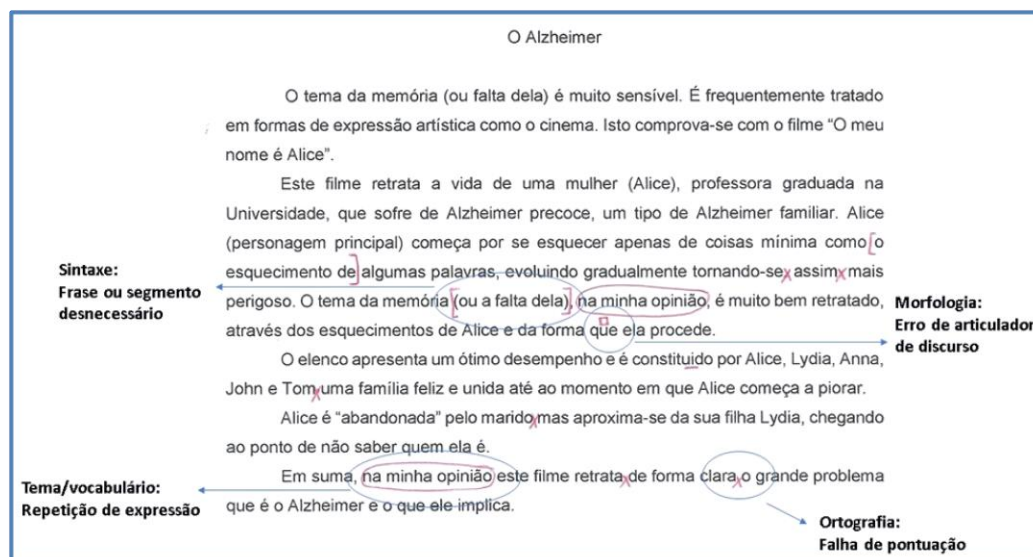 O Alzheimer
O tema da memória (ou falta dela) é muito sensível. É frequentemente tratado
em formas de expressão artística como o cinema. Isto comprova-se com o filme “O meu
nome é Alice”.
Este filme retrata a vida de uma mulher (Alice), professora graduada na
Universidade, que sofre de Alzheimer precoce, um tipo de Alzheimer familiar. Alice
(personagem principal) começa por se esquecer apenas de coisas mínima como [o
esquecimento de] algumas palavras, evoluindo gradualmente tornando-se assim mais
perigoso. O tema da memória [(ou a falta dela)], na minha opinião, é muito bem retratado,
através dos esquecimentos de Alice e da forma que ela procede.
O elenco apresenta um ótimo desempenho e é constituido por Alice, Lydia, Anna,
John e Tom uma família feliz e unida até ao momento em que Alice começa a piorar.
Alice é “abandonada” pelo marido mas aproxima-se da sua filha Lydia, chegando
ao ponto de não saber quem ela é.
Em suma, na minha opinião este filme retrata de forma clara o grande problema
que é o Alzheimer e o que ele implica.
Sintaxe:
Frase ou segmento
desnecessário
Morfologia:
Erro de articulador
de discurso
Tema/vocabulário:
Repetição de expressão
Ortografia:
Falha de pontuação